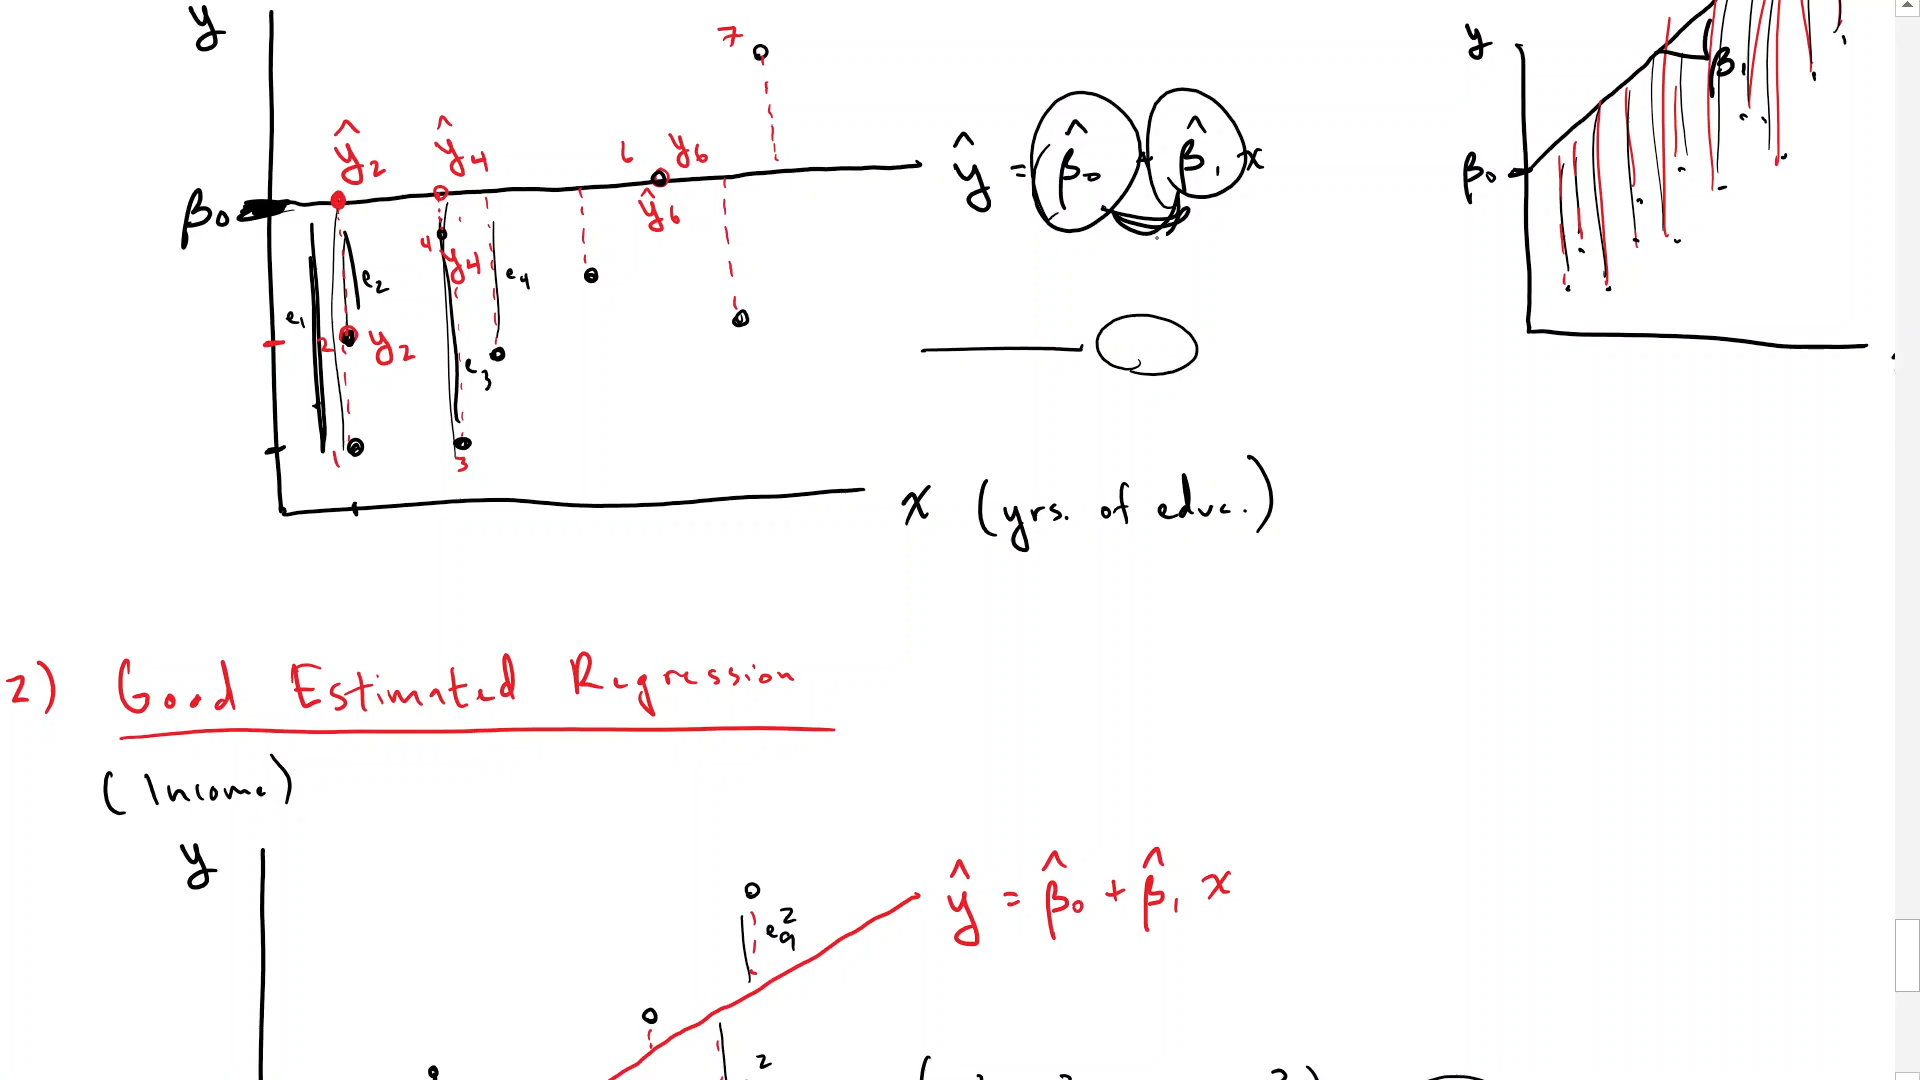 y
7
ŷ₂ ŷ₄ 6 y₆
ŷ = β̂₀ + β̂₁ x
β₀
ŷ₆
4 y₄
e₁ e₂ e₄
2 y₂
e₃
1 3
x (yrs. of educ.)
y
β₁
β₀
2) Good Estimated Regression
(Income)
y
ŷ = β̂₀ + β̂₁ x
e₉²
2